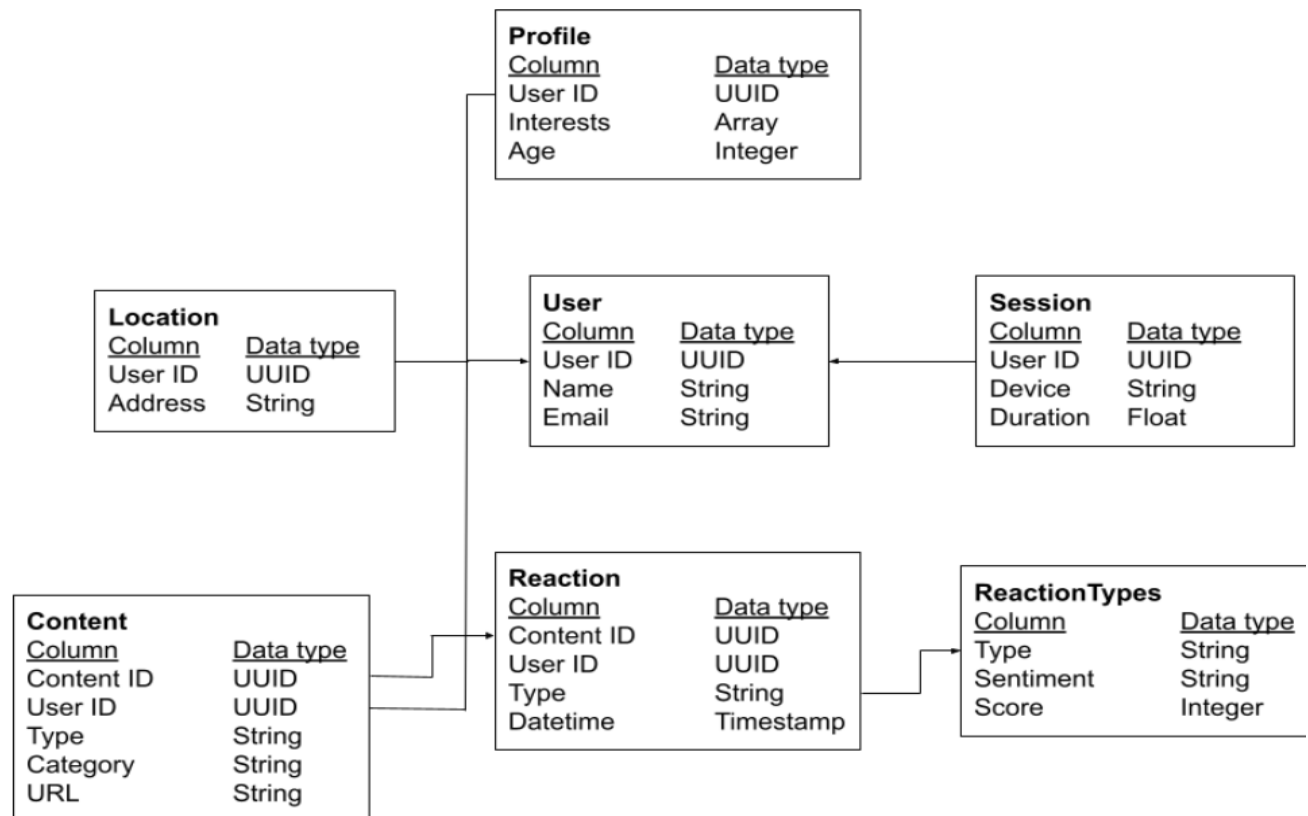 Profile
Column Data type
User ID UUID
Interests Array
Age Integer
Location
Column Data type
User ID UUID
Address String
User
Column Data type
User ID UUID
Name String
Email String
Session
Column Data type
User ID UUID
Device String
Duration Float
Content
Column Data type
Content ID UUID
User ID UUID
Type String
Category String
URL String
Reaction
Column Data type
Content ID UUID
User ID UUID
Type String
Datetime Timestamp
ReactionTypes
Column Data type
Type String
Sentiment String
Score Integer